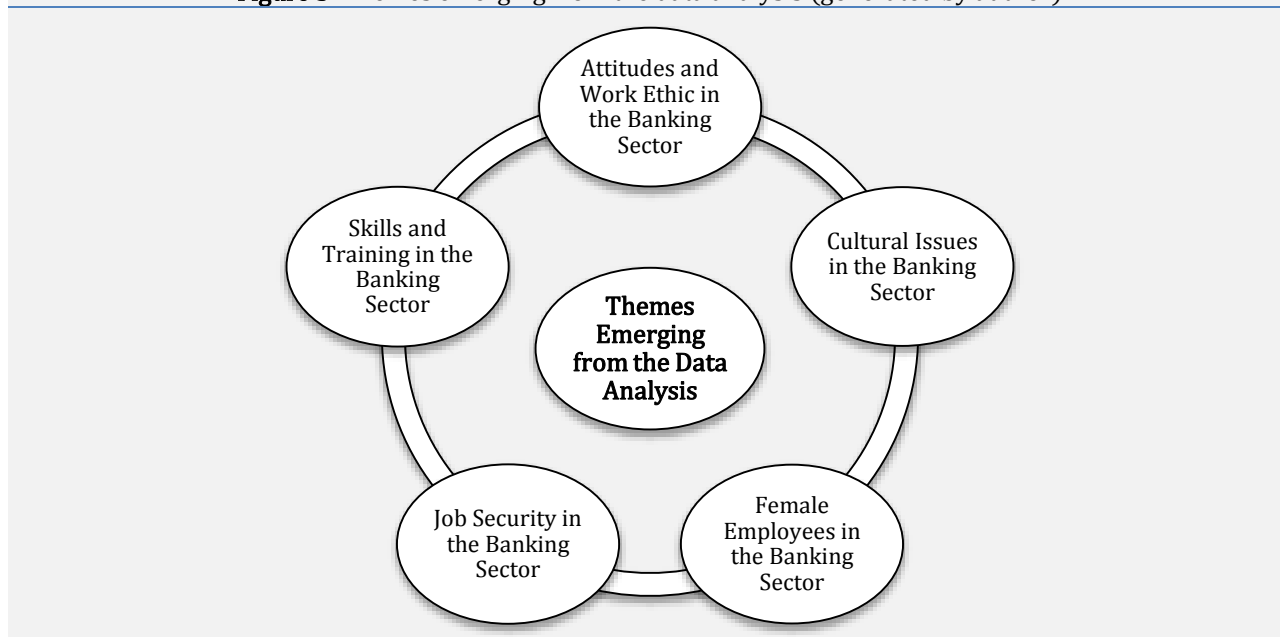 Attitudes and
Work Ethic in
the Banking
Sector
Skills and
Training in the
Banking
Sector
Cultural Issues
in the Banking
Sector
Themes
Emerging
from the Data
Analysis
Job Security in
the Banking
Sector
Female
Employees in
the Banking
Sector